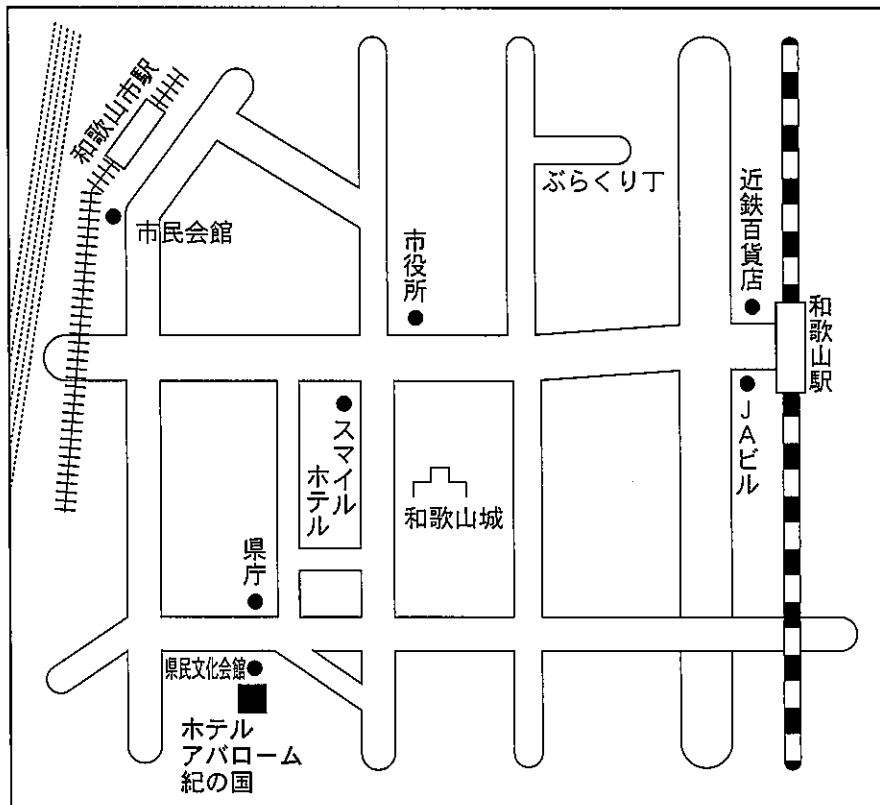 和歌山市駅
市民会館
ぶらくり丁
近鉄百貨店
市役所
和歌山駅
スマイル
ホテル
JAビル
和歌山城
県庁
県民文化会館
ホテル
アバローム
紀の国